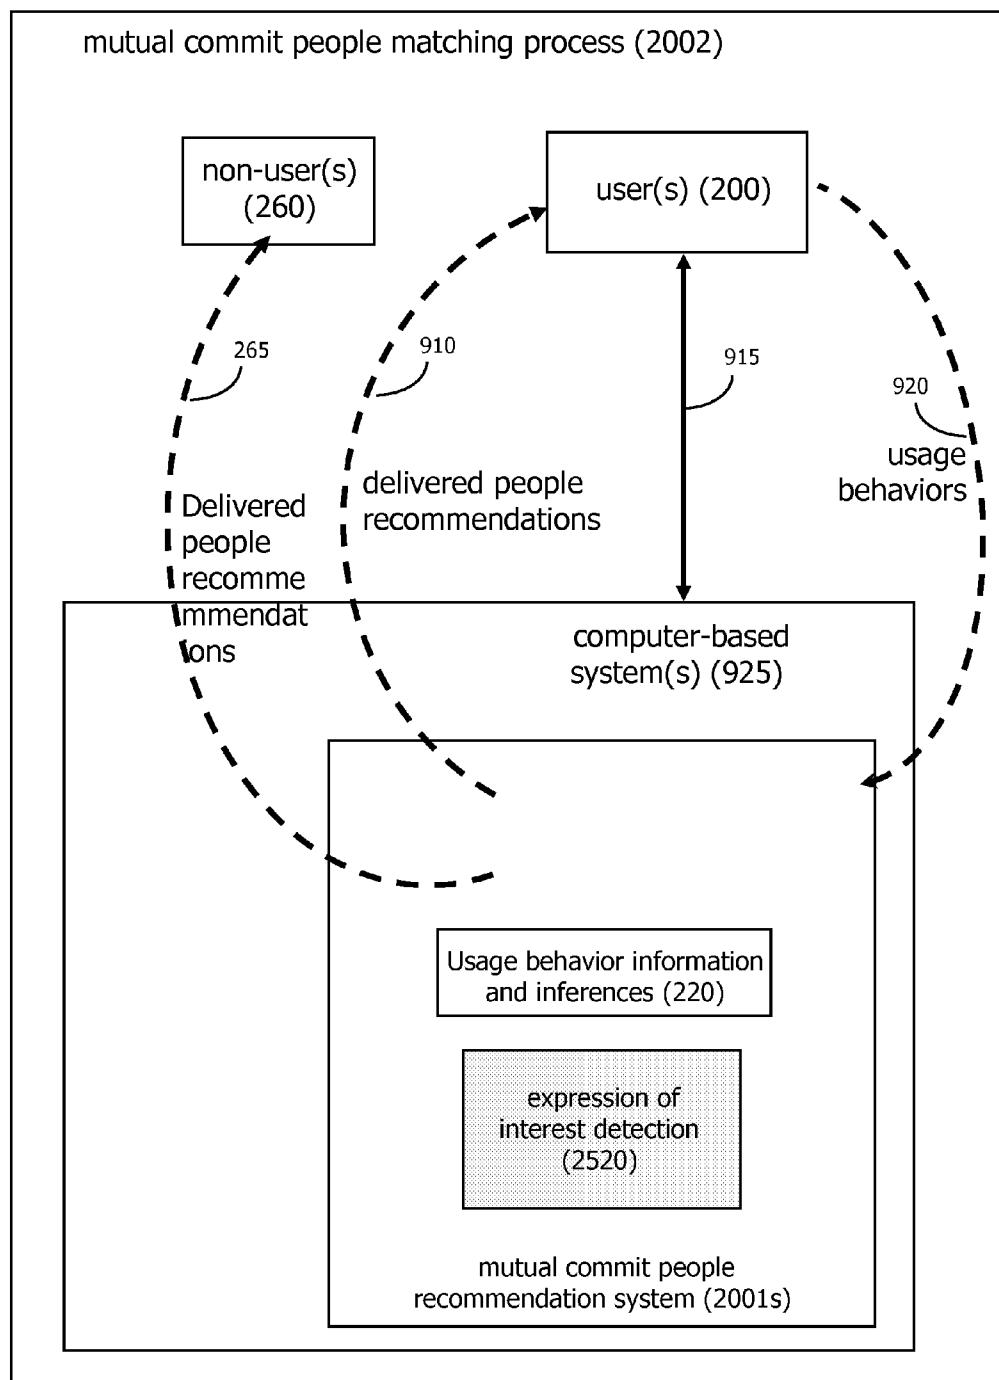 mutual commit people matching process (2002)
non-user(s)
(260)
user(s) (200)
265
910
915
920
usage
behaviors
delivered people
recommendations
Delivered
people
recomme
mmendat
ions
computer-based
system(s) (925)
Usage behavior information
and inferences (220)
expression of
interest detection
(2520)
mutual commit people
recommendation system (2001s)